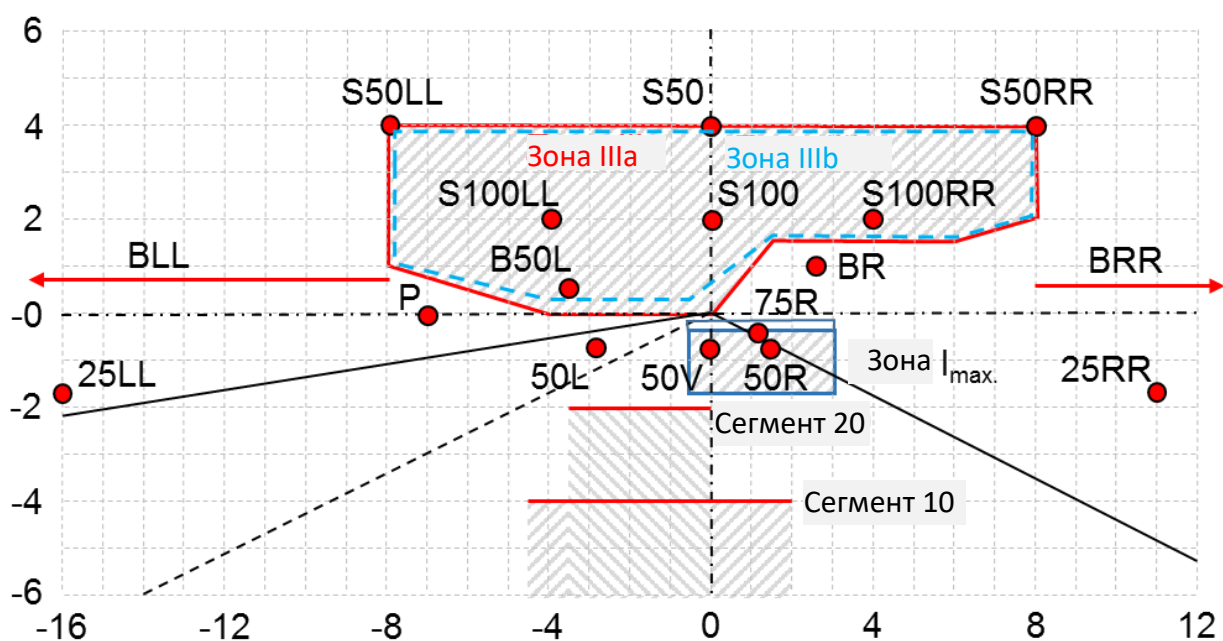 6
S50LL
S50
S50RR
4
Зона IIIa
Зона IIIb
S100LL
S100
S100RR
2
BLL
B50L
BR
BRR
P
75R
-0
25LL
50L
50V
50R
Зона Imax.
25RR
-2
Сегмент 20
-4
Сегмент 10
-6
-16
-12
-8
-4
0
4
8
12